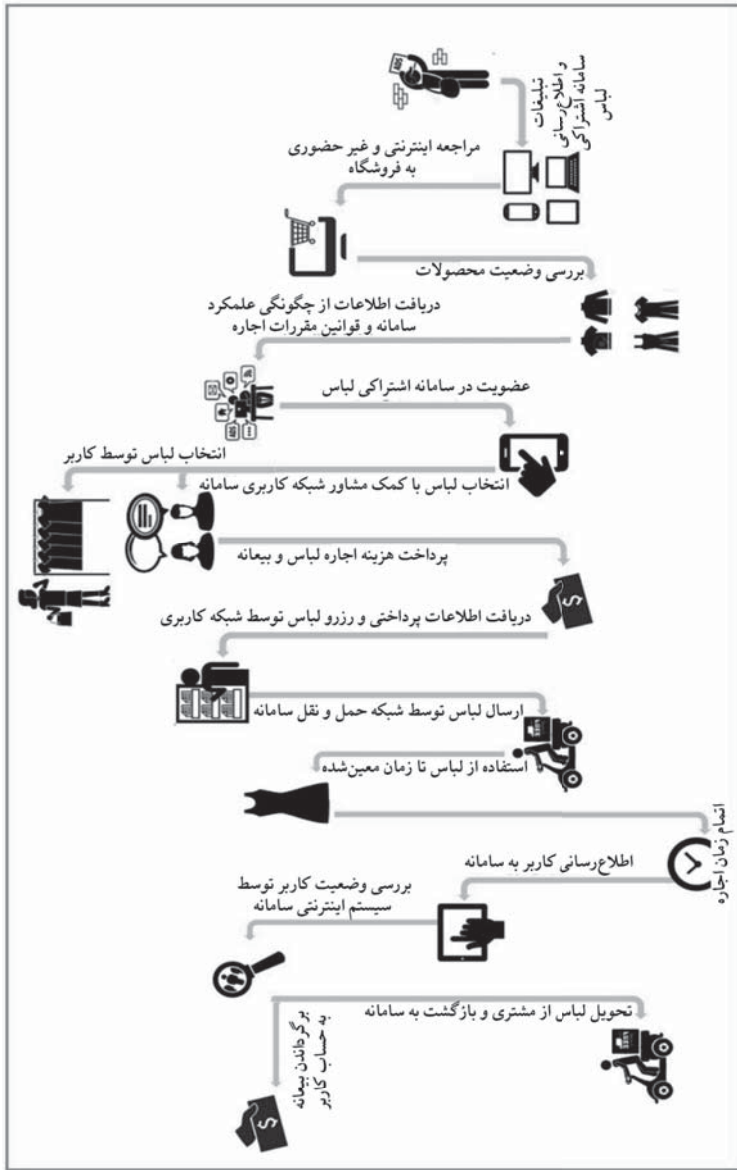 تبلیغات
و اطلاع‌رسانی
سامانه اشتراکی
لباس
ADS
مراجعه اینترنتی و غیر حضوری
به فروشگاه
بررسی وضعیت محصولات
دریافت اطلاعات از چگونگی علمکرد
سامانه و قوانین مقررات اجاره
ADS
عضویت در سامانه اشتراکی لباس
انتخاب لباس توسط کاربر
انتخاب لباس با کمک مشاور شبکه کاربری سامانه
پرداخت هزینه اجاره لباس و بیعانه
$
دریافت اطلاعات پرداختی و رزرو لباس توسط شبکه کاربری
ارسال لباس توسط شبکه حمل و نقل سامانه
استفاده از لباس تا زمان معین‌شده
اتمام زمان اجاره
اطلاع‌رسانی کاربر به سامانه
بررسی وضعیت کاربر توسط
سیستم اینترنتی سامانه
تحویل لباس از مشتری و بازگشت به سامانه
برگرداندن بیعانه
به حساب کاربر
$